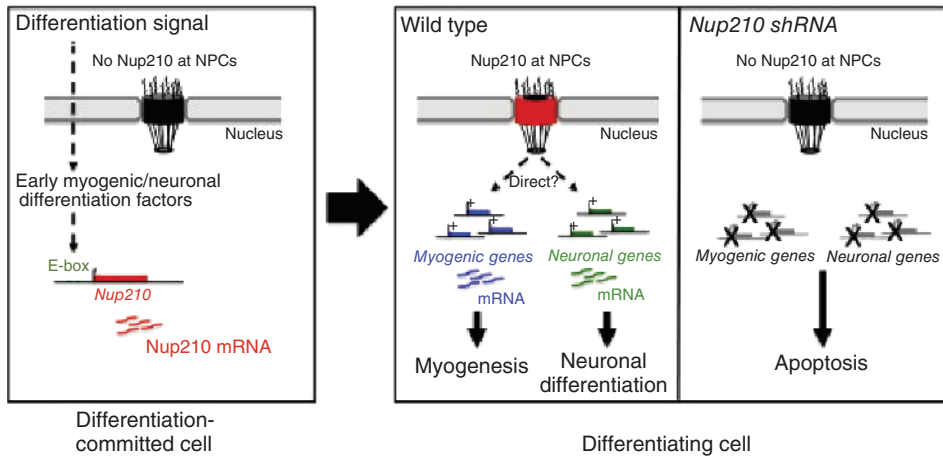 Differentiation signal
No Nup210 at NPCs
Nucleus
Early myogenic/neuronal
differentiation factors
E-box
Nup210
Nup210 mRNA
Differentiation-
committed cell
Wild type
Nup210 at NPCs
Nucleus
Direct?
+
+
+
+
+
+
Myogenic genes
Neuronal genes
mRNA
mRNA
Myogenesis
Neuronal
differentiation
Nup210 shRNA
No Nup210 at NPCs
Nucleus
Myogenic genes
Neuronal genes
Apoptosis
Differentiating cell